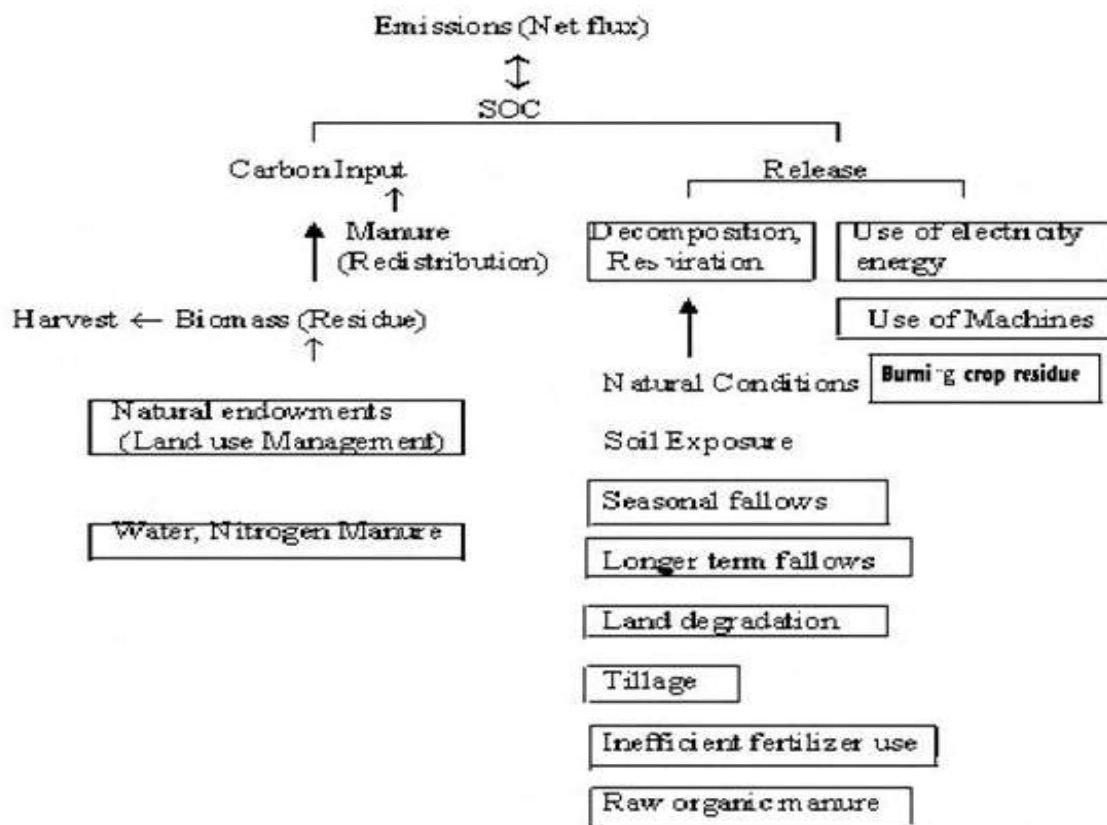 Emissions (Net flux)
SOC
Carbon Input
Release
Manure
(Redistribution)
Decomposition,
Respiration
Use of electricity
energy
Harvest ← Biomass (Residue)
Use of Machines
Natural Conditions
Burning crop residue
Natural endowments
(Land use Management)
Soil Exposure
Seasonal fallows
Water, Nitrogen Manure
Longer term fallows
Land degradation
Tillage
Inefficient fertilizer use
Raw organic manure